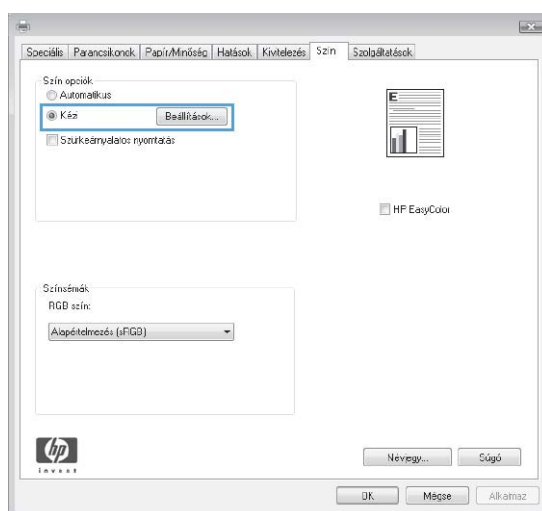 Speciális Parancsikonok Papír/Minőség Hatások Kivitelezés Szín Szolgáltatások
Szín opciók
Automatikus
Kézi Beállítások...
Szürkeárnyalatos nyomtatás
E
HP EasyColor
Színsémák
RGB szín:
Alapértelmezés (sRGB)
hp
invent
Névjegy... Súgó
OK Mégse Alkalmaz